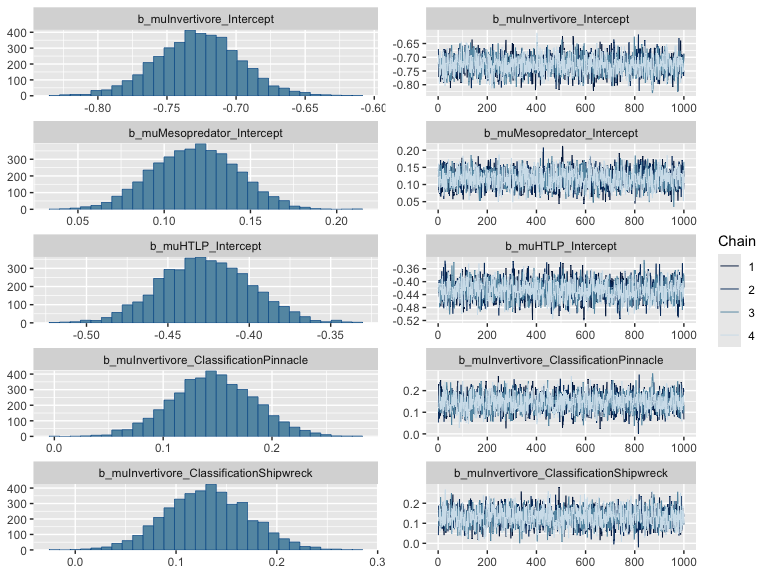 b_muInvertivore_Intercept
400
300
200
100
0
-0.80 -0.75 -0.70 -0.65 -0.60
b_muInvertivore_Intercept
-0.65
-0.70
-0.75
-0.80
0 200 400 600 800 1000
b_muMesopredator_Intercept
300
200
100
0
0.05 0.10 0.15 0.20
b_muMesopredator_Intercept
0.20
0.15
0.10
0.05
0 200 400 600 800 1000
b_muHTLP_Intercept
300
200
100
0
-0.50 -0.45 -0.40 -0.35
b_muHTLP_Intercept
-0.36
-0.40
-0.44
-0.48
-0.52
0 200 400 600 800 1000
b_muInvertivore_ClassificationPinnacle
400
300
200
100
0
0.0 0.1 0.2
b_muInvertivore_ClassificationPinnacle
0.2
0.1
0.0
0 200 400 600 800 1000
b_muInvertivore_ClassificationShipwreck
400
300
200
100
0
0.0 0.1 0.2 0.3
b_muInvertivore_ClassificationShipwreck
0.2
0.1
0.0
0 200 400 600 800 1000
Chain
1
2
3
4